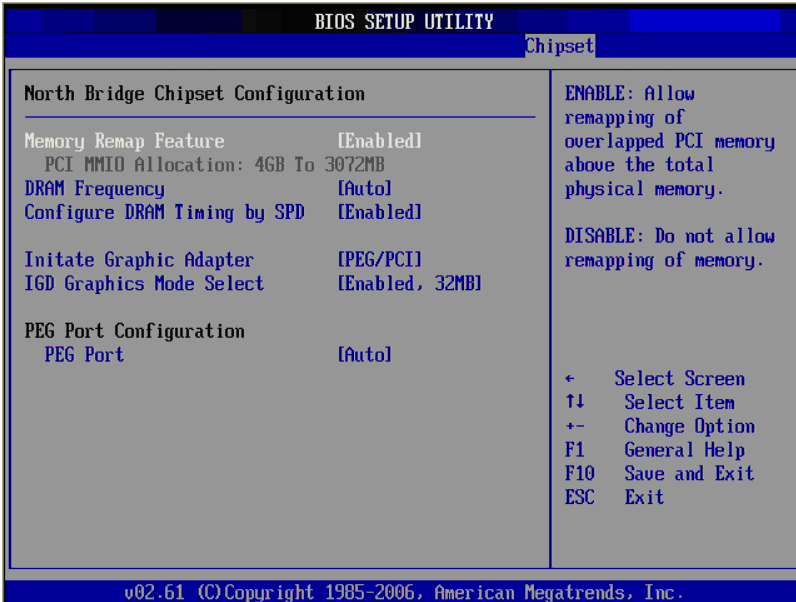 BIOS SETUP UTILITY
Chipset
North Bridge Chipset Configuration
Memory Remap Feature [Enabled]
PCI MMIO Allocation: 4GB To 3072MB
DRAM Frequency [Auto]
Configure DRAM Timing by SPD [Enabled]
Initate Graphic Adapter [PEG/PCI]
IGD Graphics Mode Select [Enabled, 32MB]
PEG Port Configuration
PEG Port [Auto]
ENABLE: Allow
remapping of
overlapped PCI memory
above the total
physical memory.
DISABLE: Do not allow
remapping of memory.
← Select Screen
↑↓ Select Item
+- Change Option
F1 General Help
F10 Save and Exit
ESC Exit
v02.61 (C)Copyright 1985-2006, American Megatrends, Inc.